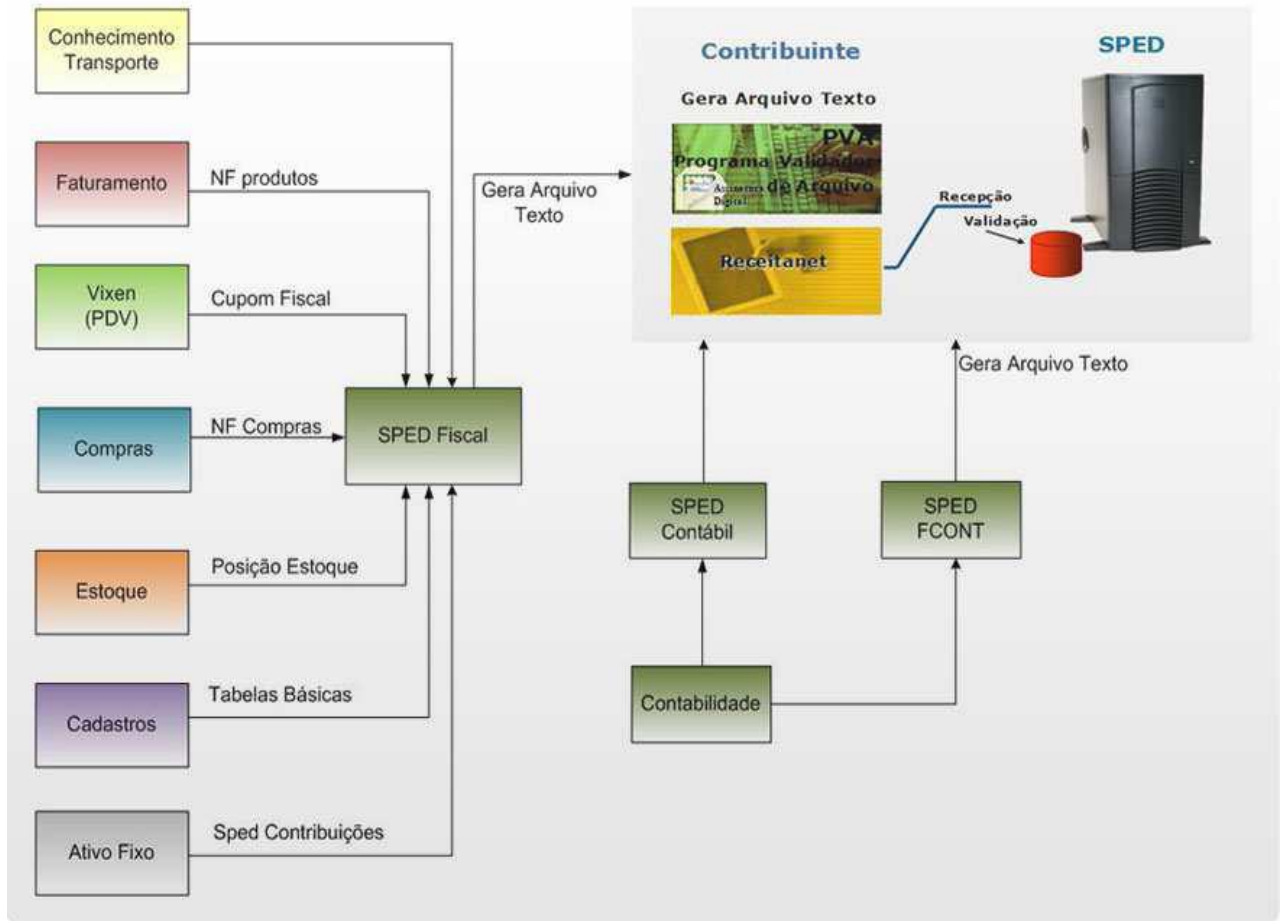 Conhecimento
Transporte
Faturamento
NF produtos
Vixen
(PDV)
Cupom Fiscal
Compras
NF Compras
Estoque
Posição Estoque
Cadastros
Tabelas Básicas
Ativo Fixo
Sped Contribuições
SPED Fiscal
Gera Arquivo
Texto
Contribuinte
Gera Arquivo Texto
PVA
Programa Validador
de Arquivo
Assinatura
Digital
Receitanet
SPED
Recepção
Validação
Gera Arquivo Texto
SPED
Contábil
SPED
FCONT
Contabilidade